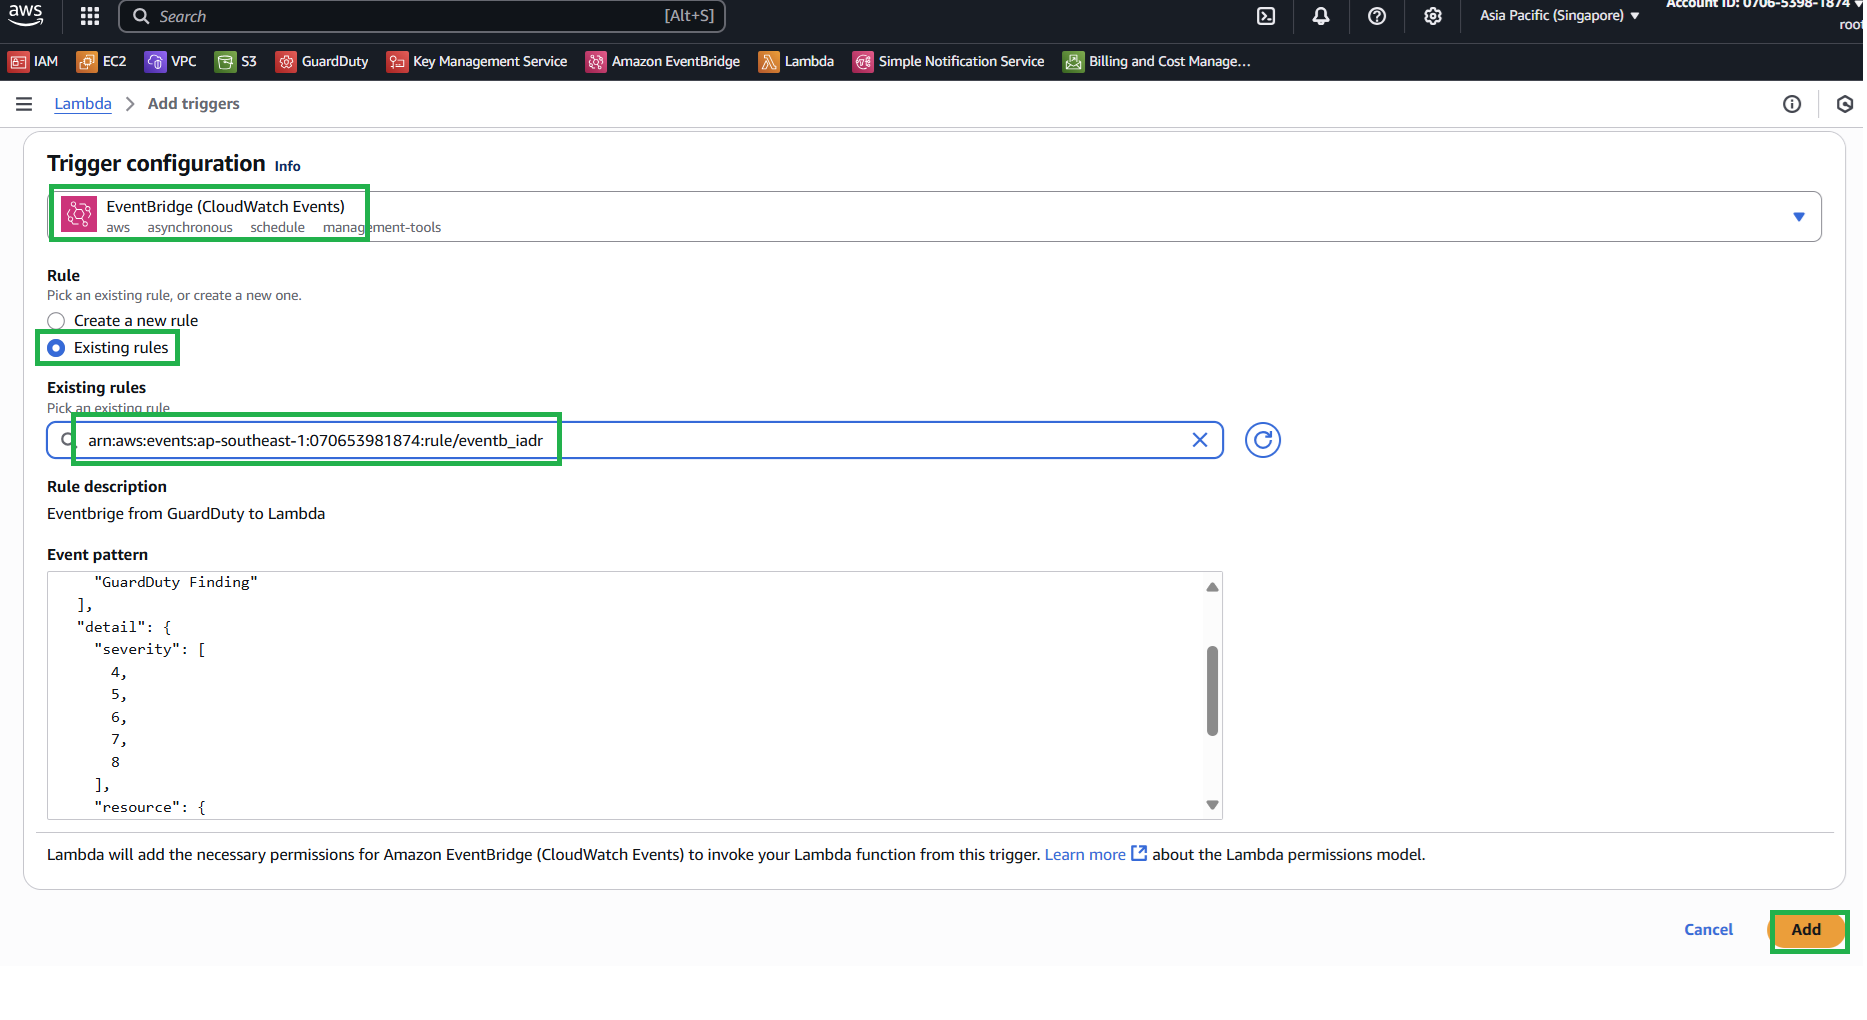 aws
Search
[Alt+S]
Asia Pacific (Singapore)
Account ID: 0706-5398-1874
IAM
EC2
VPC
S3
GuardDuty
Key Management Service
Amazon EventBridge
Lambda
Simple Notification Service
Billing and Cost Manage...
Lambda
Add triggers
Trigger configuration Info
EventBridge (CloudWatch Events)
aws asynchronous schedule management-tools
Rule
Pick an existing rule, or create a new one.
Create a new rule
Existing rules
Existing rules
Pick an existing rule
arn:aws:events:ap-southeast-1:070653981874:rule/eventb_iadr
Rule description
Eventbrige from GuardDuty to Lambda
Event pattern
"GuardDuty Finding"
],
"detail": {
"severity": [
4,
5,
6,
7,
8
],
"resource": {
Lambda will add the necessary permissions for Amazon EventBridge (CloudWatch Events) to invoke your Lambda function from this trigger. Learn more about the Lambda permissions model.
Cancel
Add